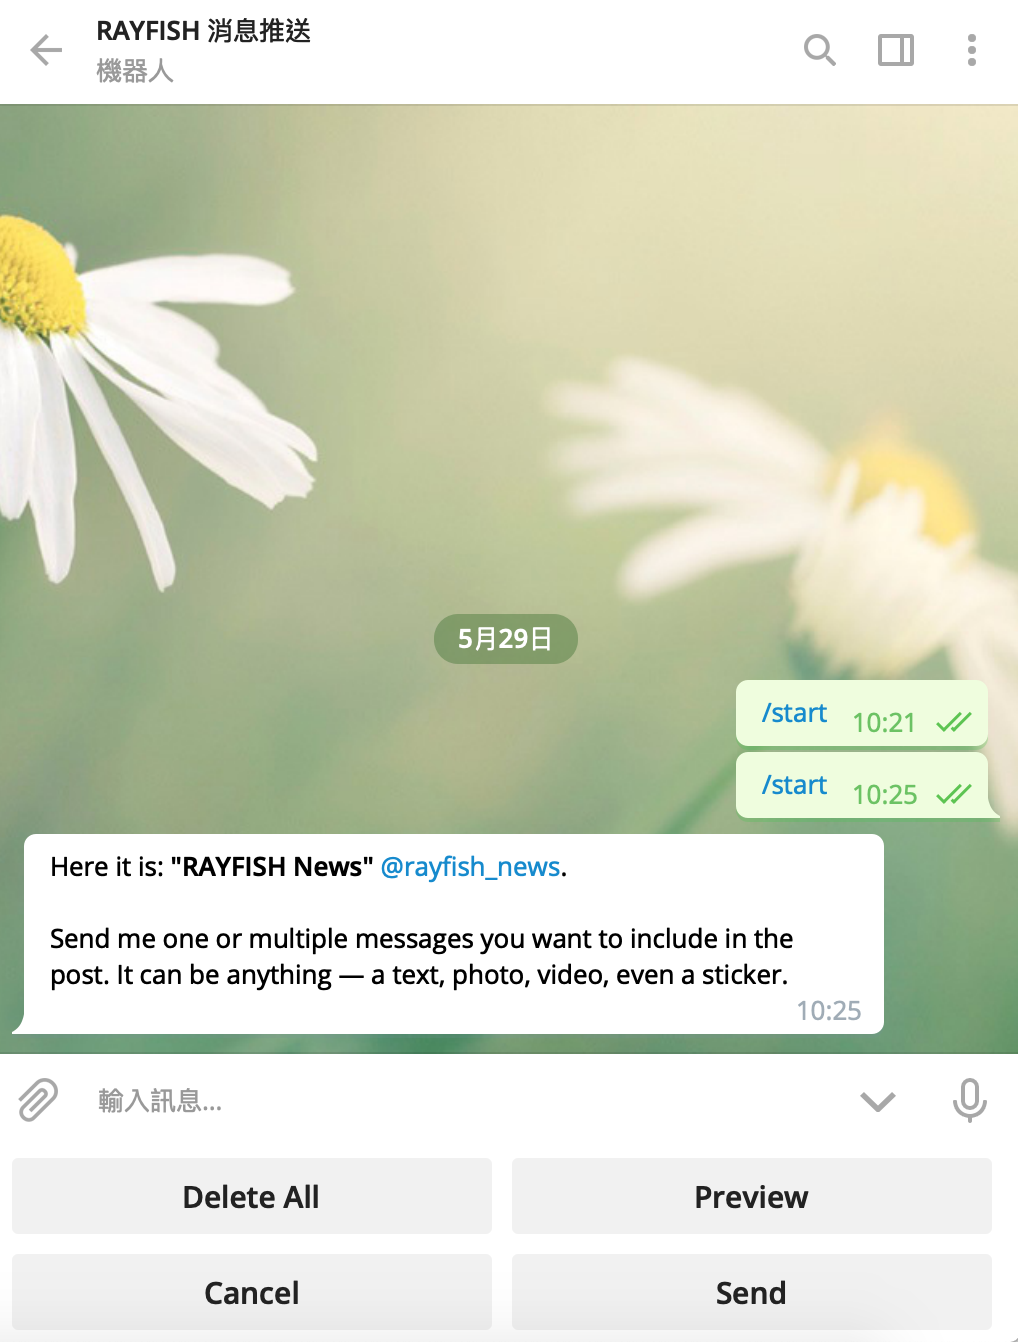 RAYFISH 消息推送
機器人
5月29日
/start 10:21
/start 10:25
Here it is: "RAYFISH News" @rayfish_news.
Send me one or multiple messages you want to include in the
post. It can be anything — a text, photo, video, even a sticker.
10:25
輸入訊息...
Delete All
Preview
Cancel
Send